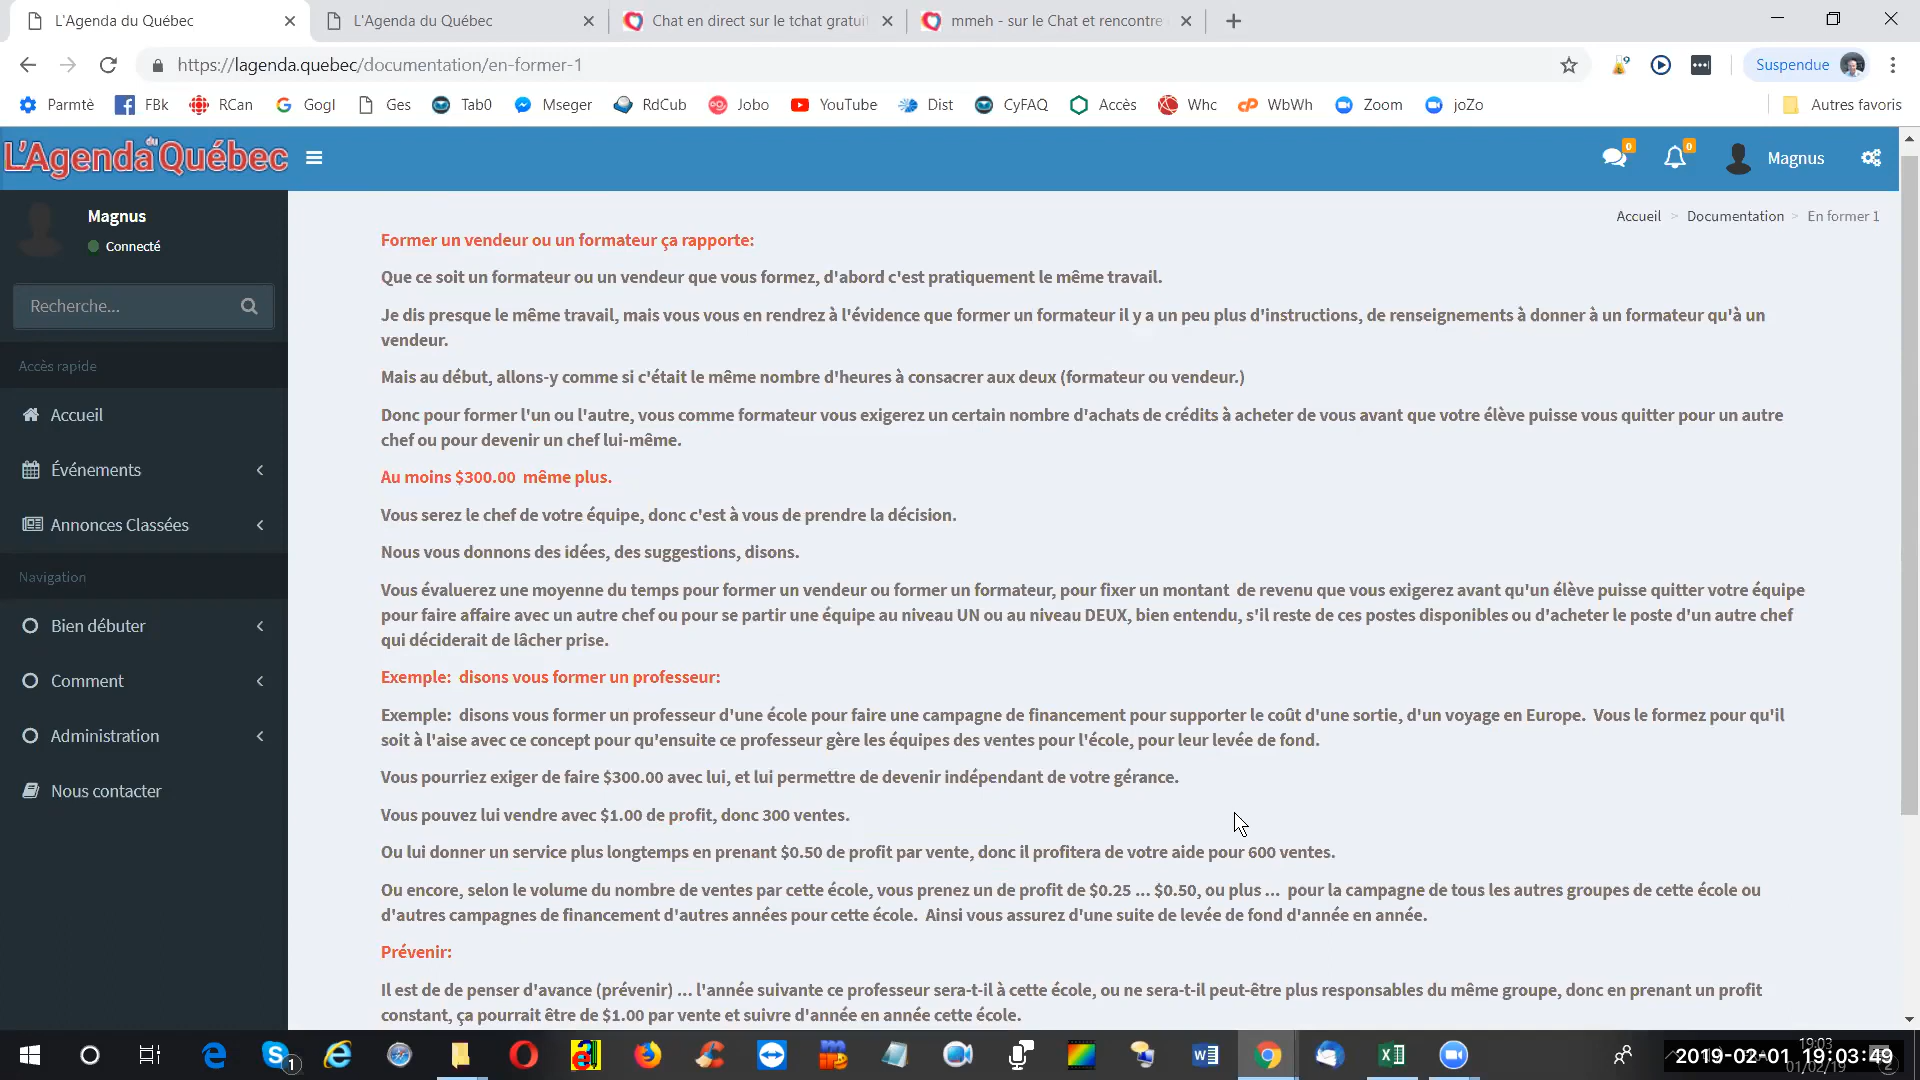 L'Agenda du Québec
L'Agenda du Québec
Chat en direct sur le tchat gratui
mmeh - sur le Chat et rencontre
https://lagenda.quebec/documentation/en-former-1
Suspendue
Parmtè FBk RCan Gogl Ges Tab0 Mseger RdCub Jobo YouTube Dist CyFAQ Accès Whc WbWh Zoom joZo Autres favoris
L'Agenda du Québec
0 0 Magnus
Magnus
Connecté
Recherche...
Accès rapide
Accueil
Événements
Annonces Classées
Navigation
Bien débuter
Comment
Administration
Nous contacter
Accueil > Documentation > En former 1
Former un vendeur ou un formateur ça rapporte:
Que ce soit un formateur ou un vendeur que vous formez, d'abord c'est pratiquement le même travail.
Je dis presque le même travail, mais vous vous en rendrez à l'évidence que former un formateur il y a un peu plus d'instructions, de renseignements à donner à un formateur qu'à un
vendeur.
Mais au début, allons-y comme si c'était le même nombre d'heures à consacrer aux deux (formateur ou vendeur.)
Donc pour former l'un ou l'autre, vous comme formateur vous exigerez un certain nombre d'achats de crédits à acheter de vous avant que votre élève puisse vous quitter pour un autre
chef ou pour devenir un chef lui-même.
Au moins $300.00 même plus.
Vous serez le chef de votre équipe, donc c'est à vous de prendre la décision.
Nous vous donnons des idées, des suggestions, disons.
Vous évaluerez une moyenne du temps pour former un vendeur ou former un formateur, pour fixer un montant de revenu que vous exigerez avant qu'un élève puisse quitter votre équipe
pour faire affaire avec un autre chef ou pour se partir une équipe au niveau UN ou au niveau DEUX, bien entendu, s'il reste de ces postes disponibles ou d'acheter le poste d'un autre chef
qui déciderait de lâcher prise.
Exemple: disons vous former un professeur:
Exemple: disons vous former un professeur d'une école pour faire une campagne de financement pour supporter le coût d'une sortie, d'un voyage en Europe. Vous le formez pour qu'il
soit à l'aise avec ce concept pour qu'ensuite ce professeur gère les équipes des ventes pour l'école, pour leur levée de fond.
Vous pourriez exiger de faire $300.00 avec lui, et lui permettre de devenir indépendant de votre gérance.
Vous pouvez lui vendre avec $1.00 de profit, donc 300 ventes.
Ou lui donner un service plus longtemps en prenant $0.50 de profit par vente, donc il profitera de votre aide pour 600 ventes.
Ou encore, selon le volume du nombre de ventes par cette école, vous prenez un de profit de $0.25 ... $0.50, ou plus ... pour la campagne de tous les autres groupes de cette école ou
d'autres campagnes de financement d'autres années pour cette école. Ainsi vous assurez d'une suite de levée de fond d'année en année.
Prévenir:
Il est de de penser d'avance (prévenir) ... l'année suivante ce professeur sera-t-il à cette école, ou ne sera-t-il peut-être plus responsables du même groupe, donc en prenant un profit
constant, ça pourrait être de $1.00 par vente et suivre d'année en année cette école.
19:03
2019-02-01 19:03:49
01/02/19